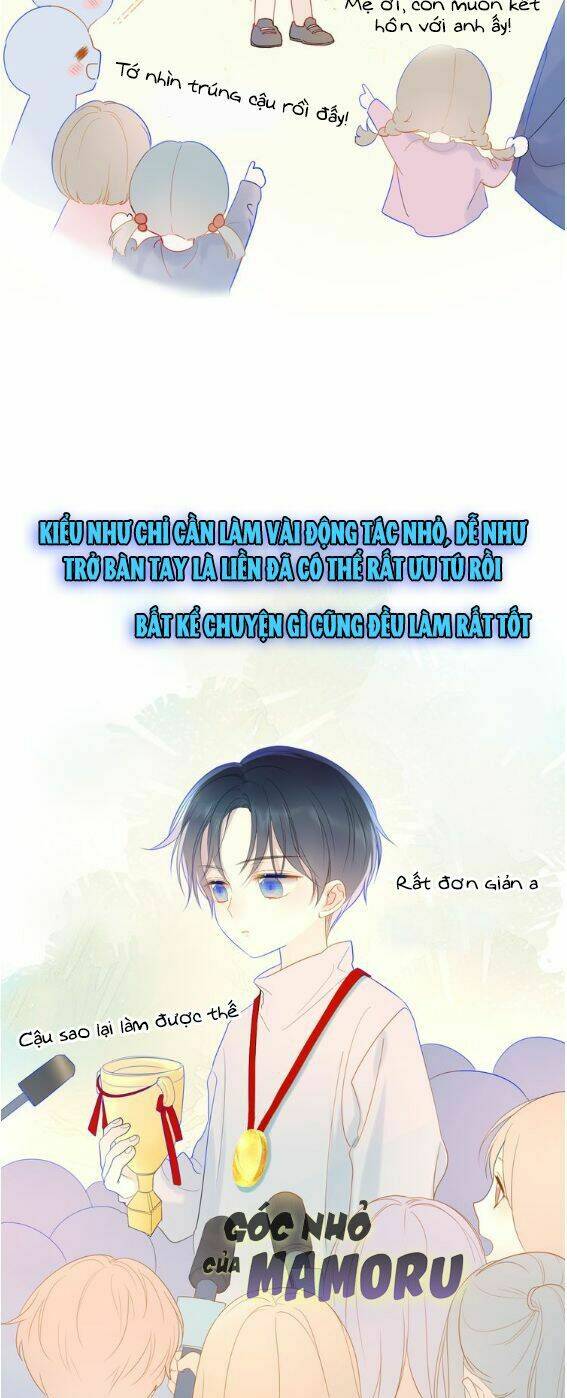 Mẹ ơi, con muốn kết
hôn với anh ấy!
Tớ nhìn trúng cậu rồi đấy!
KIỂU NHƯ CHỈ CẦN LÀM VÀI ĐỘNG TÁC NHỎ, DỄ NHƯ
TRỞ BÀN TAY LÀ LIỀN ĐÃ CÓ THỂ RẤT ƯU TÚ RỒI
BẤT KỂ CHUYỆN GÌ CŨNG ĐỀU LÀM RẤT TỐT
Rất đơn giản a
Cậu sao lại làm được thế
GÓC NHỎ
CỦA MAMORU